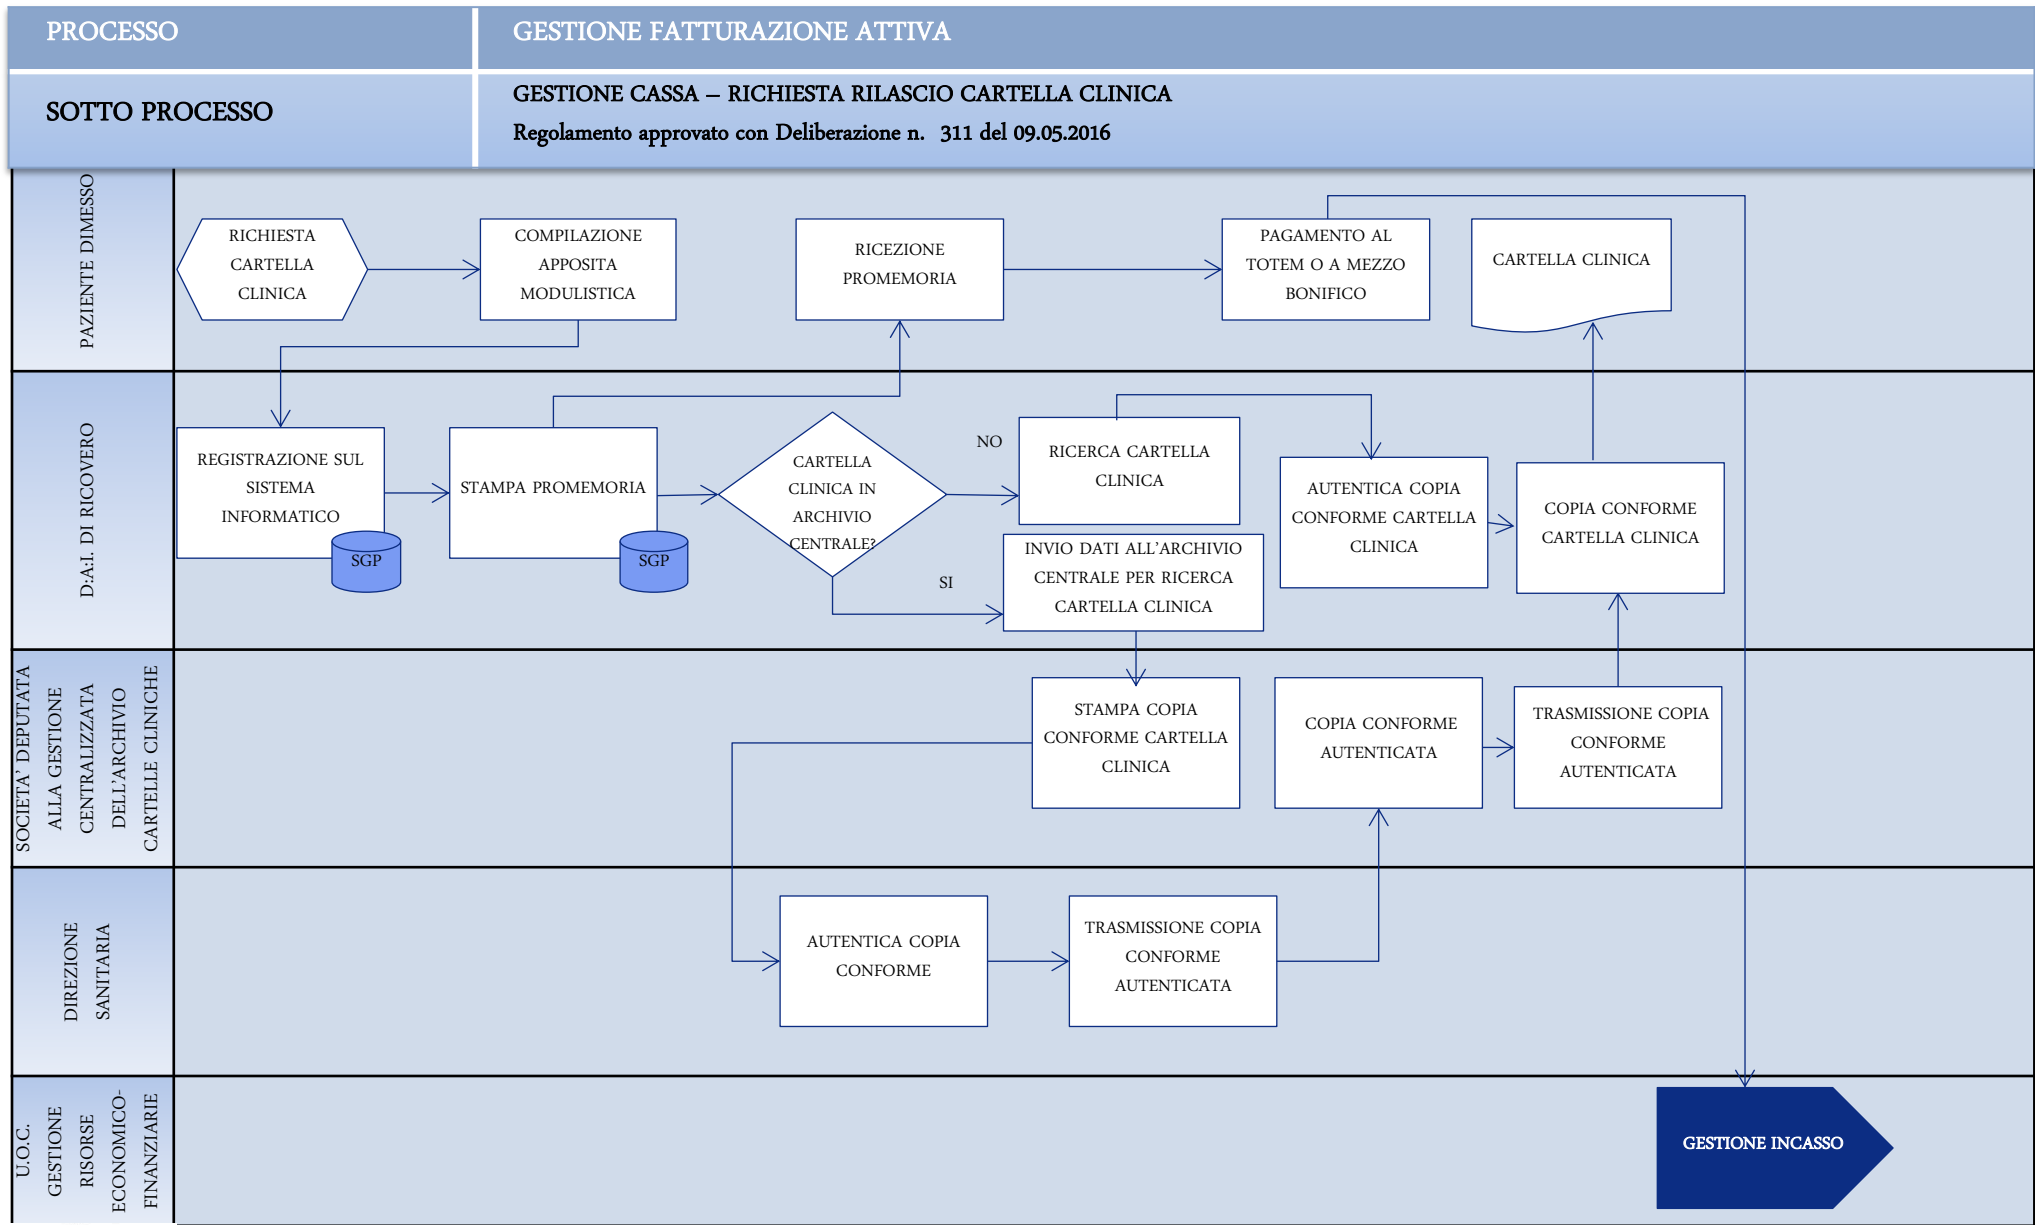 PROCESSO
GESTIONE FATTURAZIONE ATTIVA
SOTTO PROCESSO
GESTIONE CASSA – RICHIESTA RILASCIO CARTELLA CLINICA
Regolamento approvato con Deliberazione n. 311 del 09.05.2016
PAZIENTE DIMESSO
RICHIESTA
CARTELLA
CLINICA
COMPILAZIONE
APPOSITA
MODULISTICA
RICEZIONE
PROMEMORIA
PAGAMENTO AL
TOTEM O A MEZZO
BONIFICO
CARTELLA CLINICA
D:A:I. DI RICOVERO
REGISTRAZIONE SUL
SISTEMA
INFORMATICO
SGP
STAMPA PROMEMORIA
SGP
CARTELLA
CLINICA IN
ARCHIVIO
CENTRALE?
NO
SI
RICERCA CARTELLA
CLINICA
INVIO DATI ALL'ARCHIVIO
CENTRALE PER RICERCA
CARTELLA CLINICA
AUTENTICA COPIA
CONFORME CARTELLA
CLINICA
COPIA CONFORME
CARTELLA CLINICA
SOCIETA' DEPUTATA
ALLA GESTIONE
CENTRALIZZATA
DELL'ARCHIVIO
CARTELLE CLINICHE
STAMPA COPIA
CONFORME CARTELLA
CLINICA
COPIA CONFORME
AUTENTICATA
TRASMISSIONE COPIA
CONFORME
AUTENTICATA
DIREZIONE
SANITARIA
AUTENTICA COPIA
CONFORME
TRASMISSIONE COPIA
CONFORME
AUTENTICATA
U.O.C.
GESTIONE
RISORSE
ECONOMICO-
FINANZIARIE
GESTIONE INCASSO